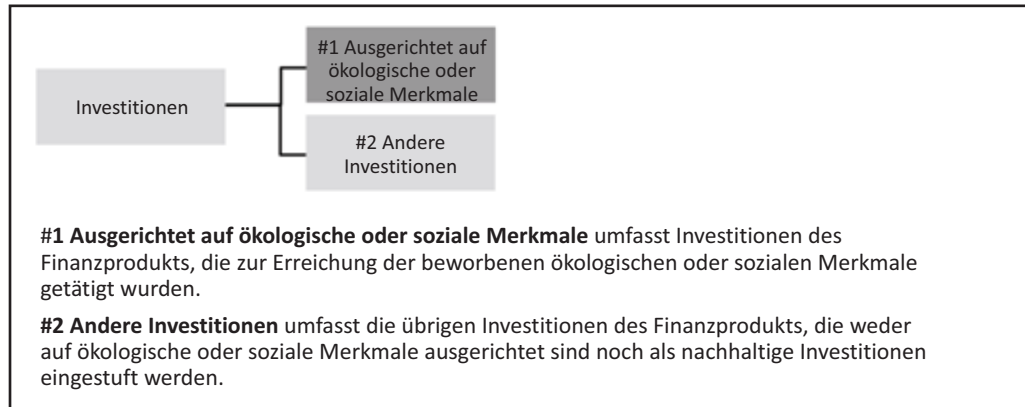 #1 Ausgerichtet auf
ökologische oder
soziale Merkmale
Investitionen
#2 Andere
Investitionen
#1 Ausgerichtet auf ökologische oder soziale Merkmale umfasst Investitionen des
Finanzprodukts, die zur Erreichung der beworbenen ökologischen oder sozialen Merkmale
getätigt wurden.
#2 Andere Investitionen umfasst die übrigen Investitionen des Finanzprodukts, die weder
auf ökologische oder soziale Merkmale ausgerichtet sind noch als nachhaltige Investitionen
eingestuft werden.